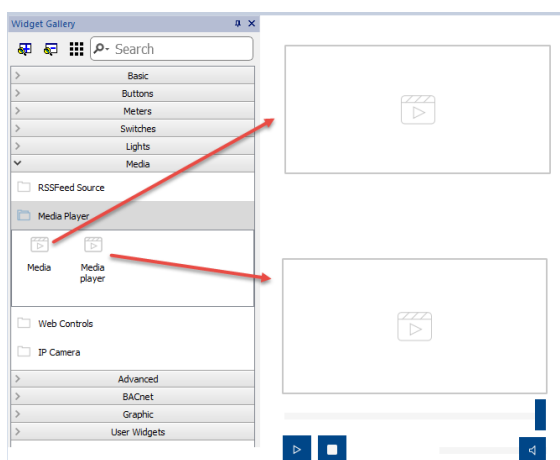 Widget Gallery
Search
Basic
Buttons
Meters
Switches
Lights
Media
RSSFeed Source
Media Player
Media
Media
player
Web Controls
IP Camera
Advanced
BACnet
Graphic
User Widgets